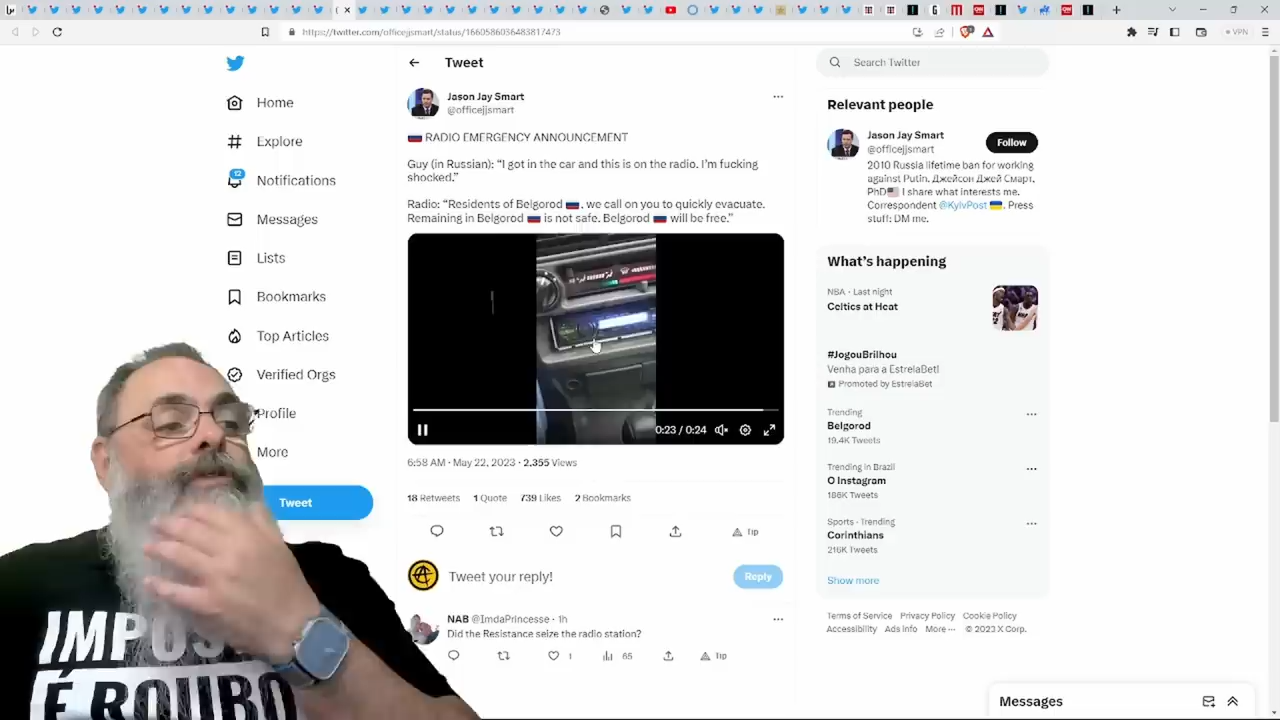 https://twitter.com/officejjsmart/status/1660586036483817473
VPN
Home
Explore
12
Notifications
Messages
Lists
Bookmarks
Top Articles
Verified Orgs
Profile
More
Tweet
Tweet
Jason Jay Smart
@officejjsmart
🇷🇺 RADIO EMERGENCY ANNOUNCEMENT
Guy (in Russian): “I got in the car and this is on the radio. I’m fucking
shocked.”
Radio: “Residents of Belgorod 🇷🇺, we call on you to quickly evacuate.
Remaining in Belgorod 🇷🇺 is not safe. Belgorod 🇷🇺 will be free.”
0:23 / 0:24
6:58 AM · May 22, 2023 · 2,355 Views
18 Retweets 1 Quote 739 Likes 2 Bookmarks
Tip
Tweet your reply!
Reply
NAB @ImdaPrincesse · 1h
Did the Resistance seize the radio station?
1
65
Tip
Search Twitter
Relevant people
Jason Jay Smart
@officejjsmart
Follow
2010 Russia lifetime ban for working
against Putin. Джейсон Джей Смарт,
PhD🇺🇸 I share what interests me.
Correspondent @KyivPost 🇺🇦. Press
stuff: DM me.
What’s happening
NBA · Last night
Celtics at Heat
#JogouBrilhou
Venha para a EstrelaBet!
Promoted by EstrelaBet
Trending
Belgorod
19.4K Tweets
Trending in Brazil
O Instagram
186K Tweets
Sports · Trending
Corinthians
216K Tweets
Show more
Terms of Service Privacy Policy Cookie Policy
Accessibility Ads info More ··· © 2023 X Corp.
Messages
É ROUBO